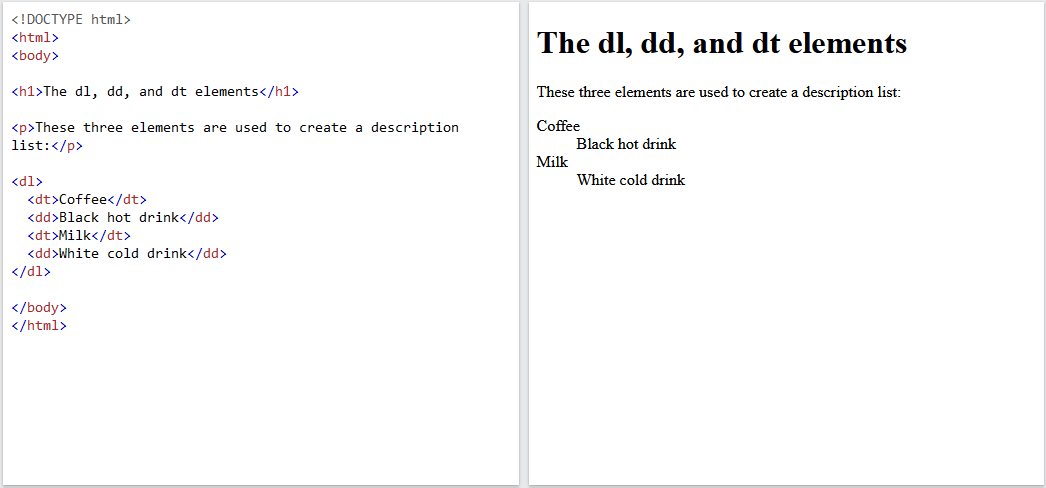 <!DOCTYPE html>
<html>
<body>
<h1>The dl, dd, and dt elements</h1>
<p>These three elements are used to create a description
list:</p>
<dl>
  <dt>Coffee</dt>
  <dd>Black hot drink</dd>
  <dt>Milk</dt>
  <dd>White cold drink</dd>
</dl>
</body>
</html>
The dl, dd, and dt elements
These three elements are used to create a description list:
Coffee
Black hot drink
Milk
White cold drink